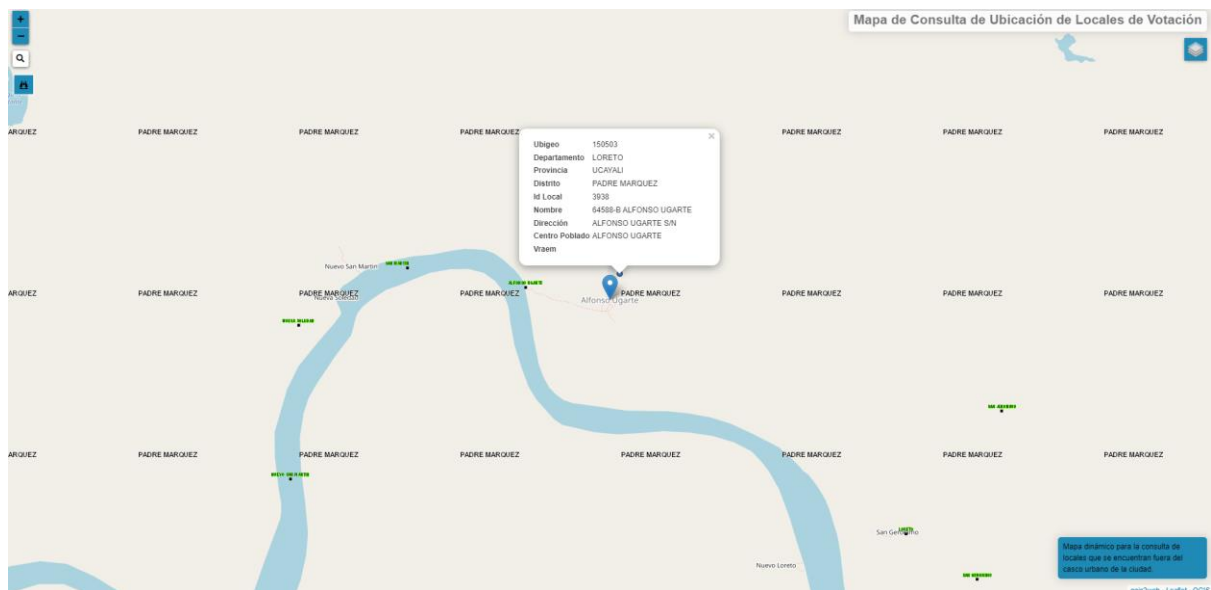 +
Mapa de Consulta de Ubicación de Locales de Votación
−
ARQUEZ PADRE MARQUEZ PADRE MARQUEZ PADRE MARQUEZ PADRE MARQUEZ PADRE MARQUEZ PADRE MARQUEZ
×
Ubigeo 150503
Departamento LORETO
Provincia UCAYALI
Distrito PADRE MARQUEZ
Id Local 3938
Nombre 64588-B ALFONSO UGARTE
Dirección ALFONSO UGARTE S/N
Centro Poblado ALFONSO UGARTE
Vraem
Nuevo San Martin
ALFONSO UGARTE
ARQUEZ PADRE MARQUEZ PADRE MARQUEZ PADRE MARQUEZ PADRE MARQUEZ PADRE MARQUEZ PADRE MARQUEZ
Nueva Soledad
Alfonso Ugarte
ARQUEZ PADRE MARQUEZ PADRE MARQUEZ PADRE MARQUEZ PADRE MARQUEZ PADRE MARQUEZ PADRE MARQUEZ PADRE MARQUEZ
LORETO
San Geronimo
Mapa dinámico para la consulta de
locales que se encuentran fuera del
casco urbano de la ciudad.
Nuevo Loreto